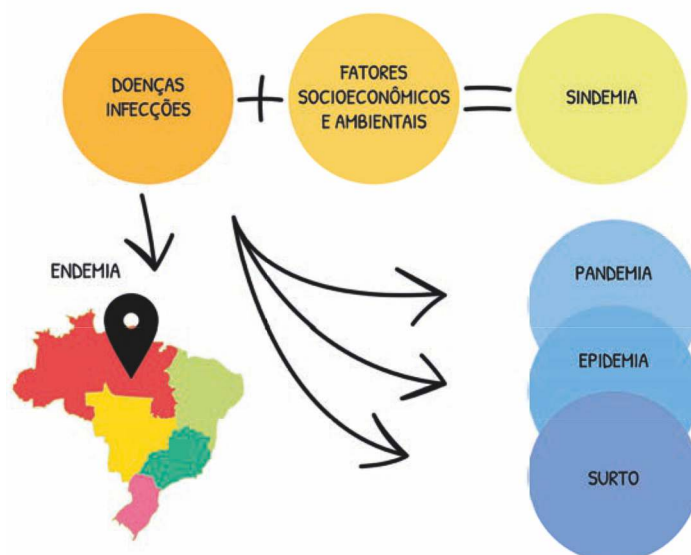 DOENÇAS
INFECÇÕES
FATORES
SOCIOECONÔMICOS
E AMBIENTAIS
SINDEMIA
ENDEMIA
PANDEMIA
EPIDEMIA
SURTO